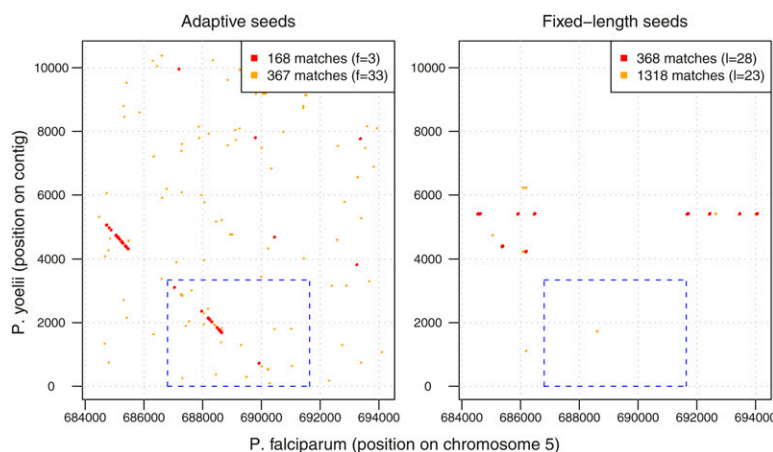 Adaptive seeds
Fixed−length seeds
168 matches (f=3)
367 matches (f=33)
368 matches (l=28)
1318 matches (l=23)
P. yoelii (position on contig)
10000
8000
6000
4000
2000
0
684000 686000 688000 690000 692000 694000
10000
8000
6000
4000
2000
0
684000 686000 688000 690000 692000 694000
P. falciparum (position on chromosome 5)